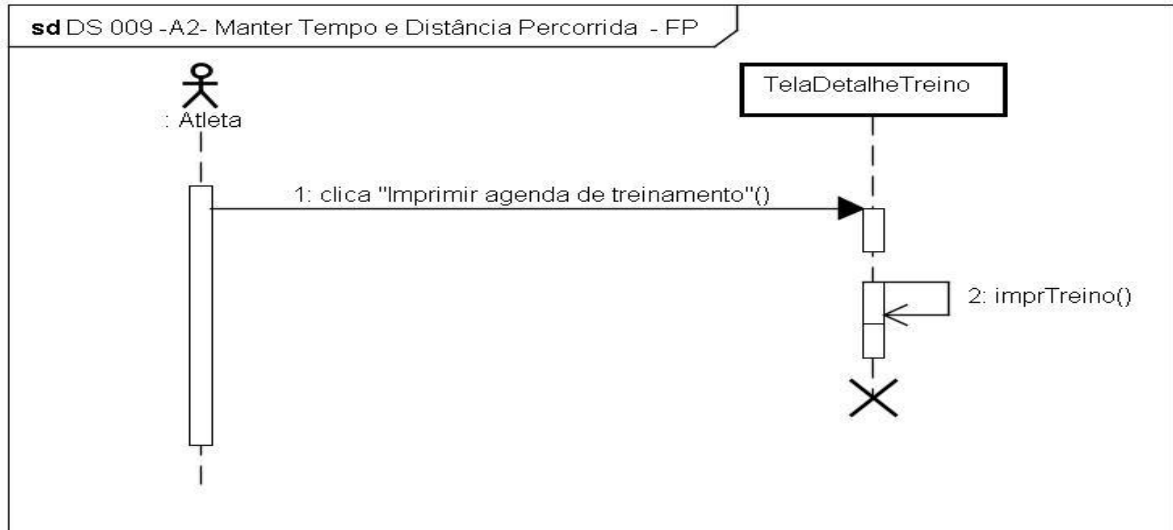 sd DS 009 -A2- Manter Tempo e Distância Percorrida - FP
: Atleta
TelaDetalheTreino
1: clica "Imprimir agenda de treinamento"()
2: imprTreino()